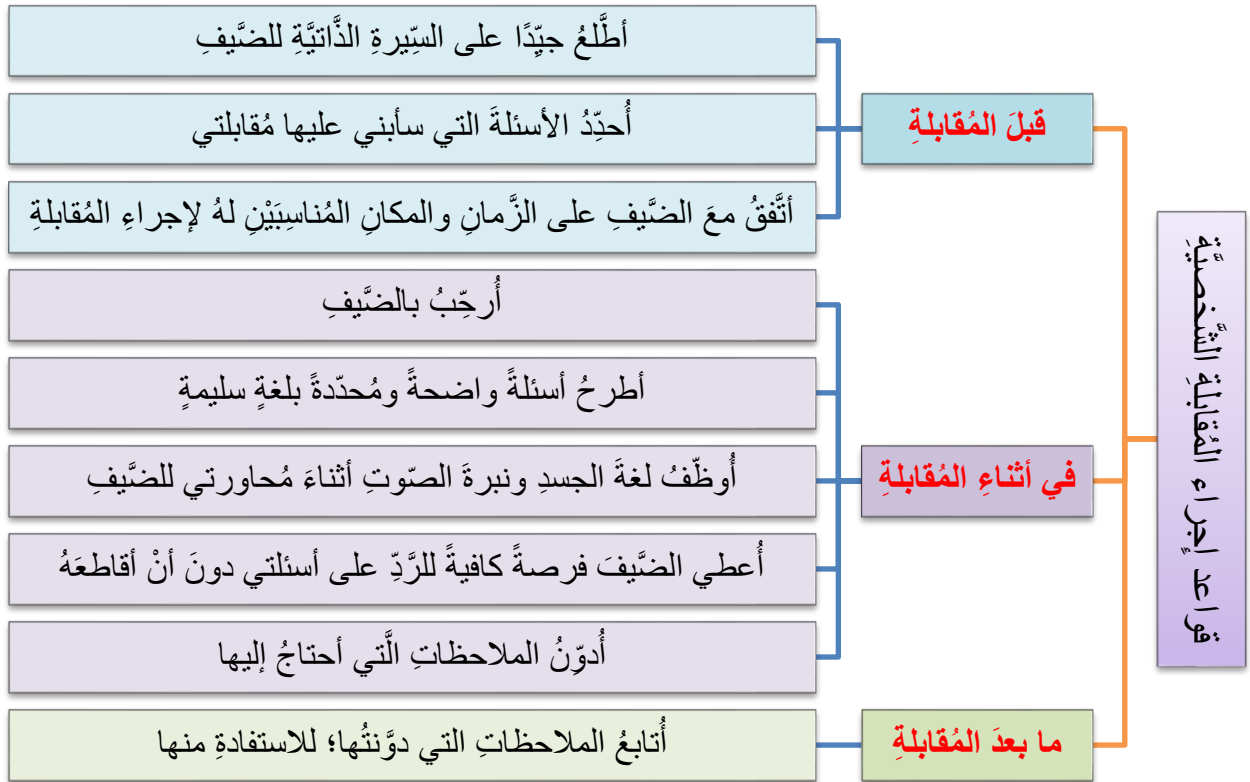 قواعد إجراء المُقابلةِ الشَّخصيَّةِ
قبلَ المُقابلةِ
أطَّلعُ جيِّدًا على السِّيرةِ الذَّاتيَّةِ للضَّيفِ
أُحدِّدُ الأسئلةَ التي سأبني عليها مُقابلتي
أتَّفقُ معَ الضَّيفِ على الزَّمانِ والمكانِ المُناسِبَيْنِ لهُ لإجراءِ المُقابلةِ
في أثناءِ المُقابلةِ
أُرحِّبُ بالضَّيفِ
أطرحُ أسئلةً واضحةً ومُحدّدةً بلغةٍ سليمةٍ
أُوظّفُ لغةَ الجسدِ ونبرةَ الصّوتِ أثناءَ مُحاورتي للضَّيفِ
أُعطي الضَّيفَ فرصةً كافيةً للرَّدِّ على أسئلتي دونَ أنْ أقاطعَهُ
أُدوِّنُ الملاحظاتِ الَّتي أحتاجُ إليها
ما بعدَ المُقابلةِ
أُتابعُ الملاحظاتِ التي دوَّنتُها؛ للاستفادةِ منها